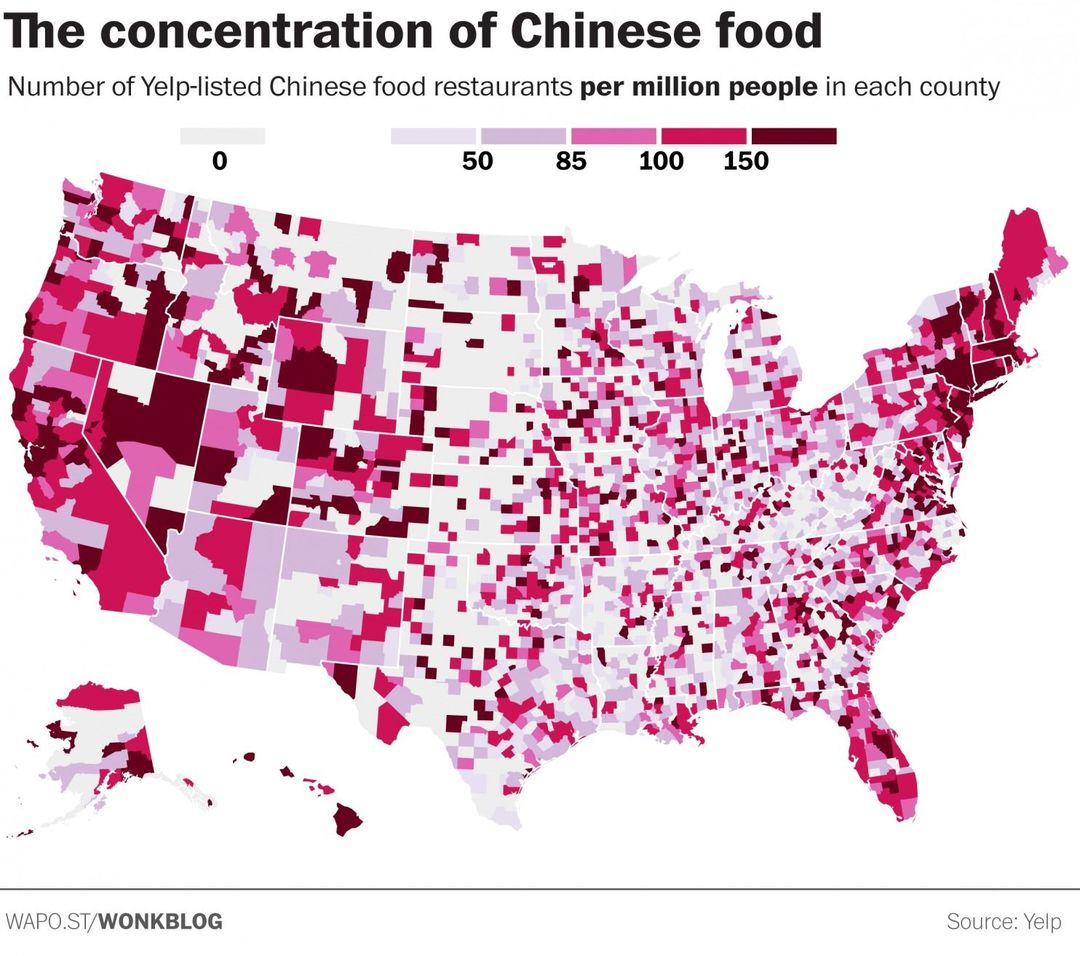 The concentration of Chinese food
Number of Yelp-listed Chinese food restaurants per million people in each county
0 50 85 100 150
WAPO.ST/WONKBLOG
Source: Yelp